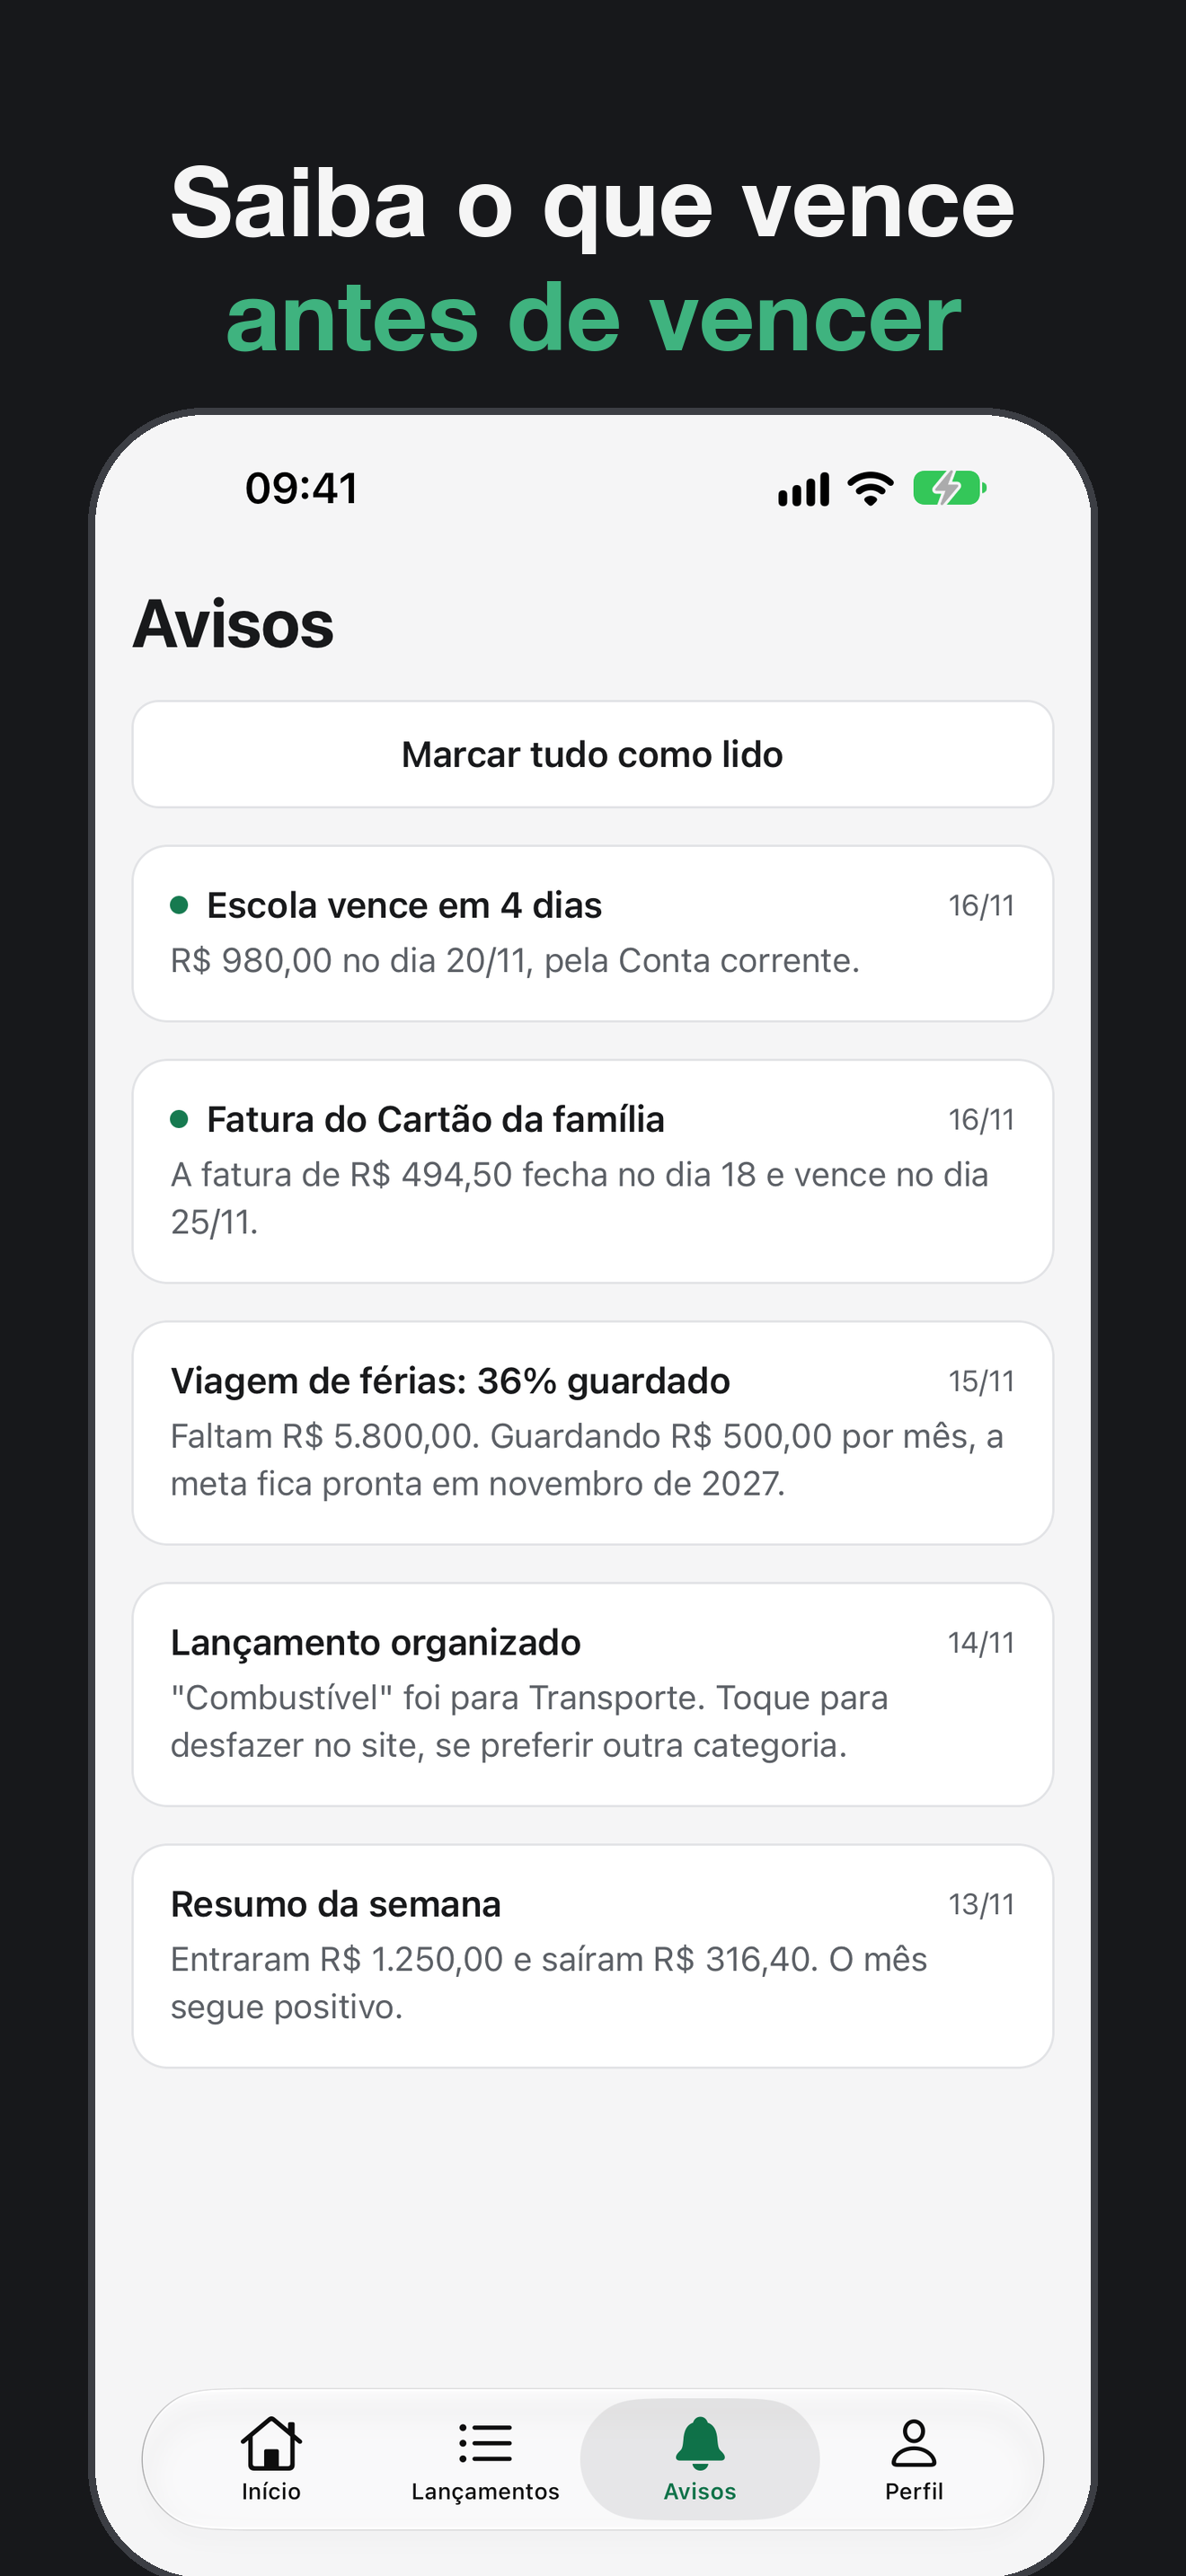 Saiba o que vence
antes de vencer
09:41
Avisos
Marcar tudo como lido
Escola vence em 4 dias 16/11
R$ 980,00 no dia 20/11, pela Conta corrente.
Fatura do Cartão da família 16/11
A fatura de R$ 494,50 fecha no dia 18 e vence no dia
25/11.
Viagem de férias: 36% guardado 15/11
Faltam R$ 5.800,00. Guardando R$ 500,00 por mês, a
meta fica pronta em novembro de 2027.
Lançamento organizado 14/11
"Combustível" foi para Transporte. Toque para
desfazer no site, se preferir outra categoria.
Resumo da semana 13/11
Entraram R$ 1.250,00 e saíram R$ 316,40. O mês
segue positivo.
Início Lançamentos Avisos Perfil